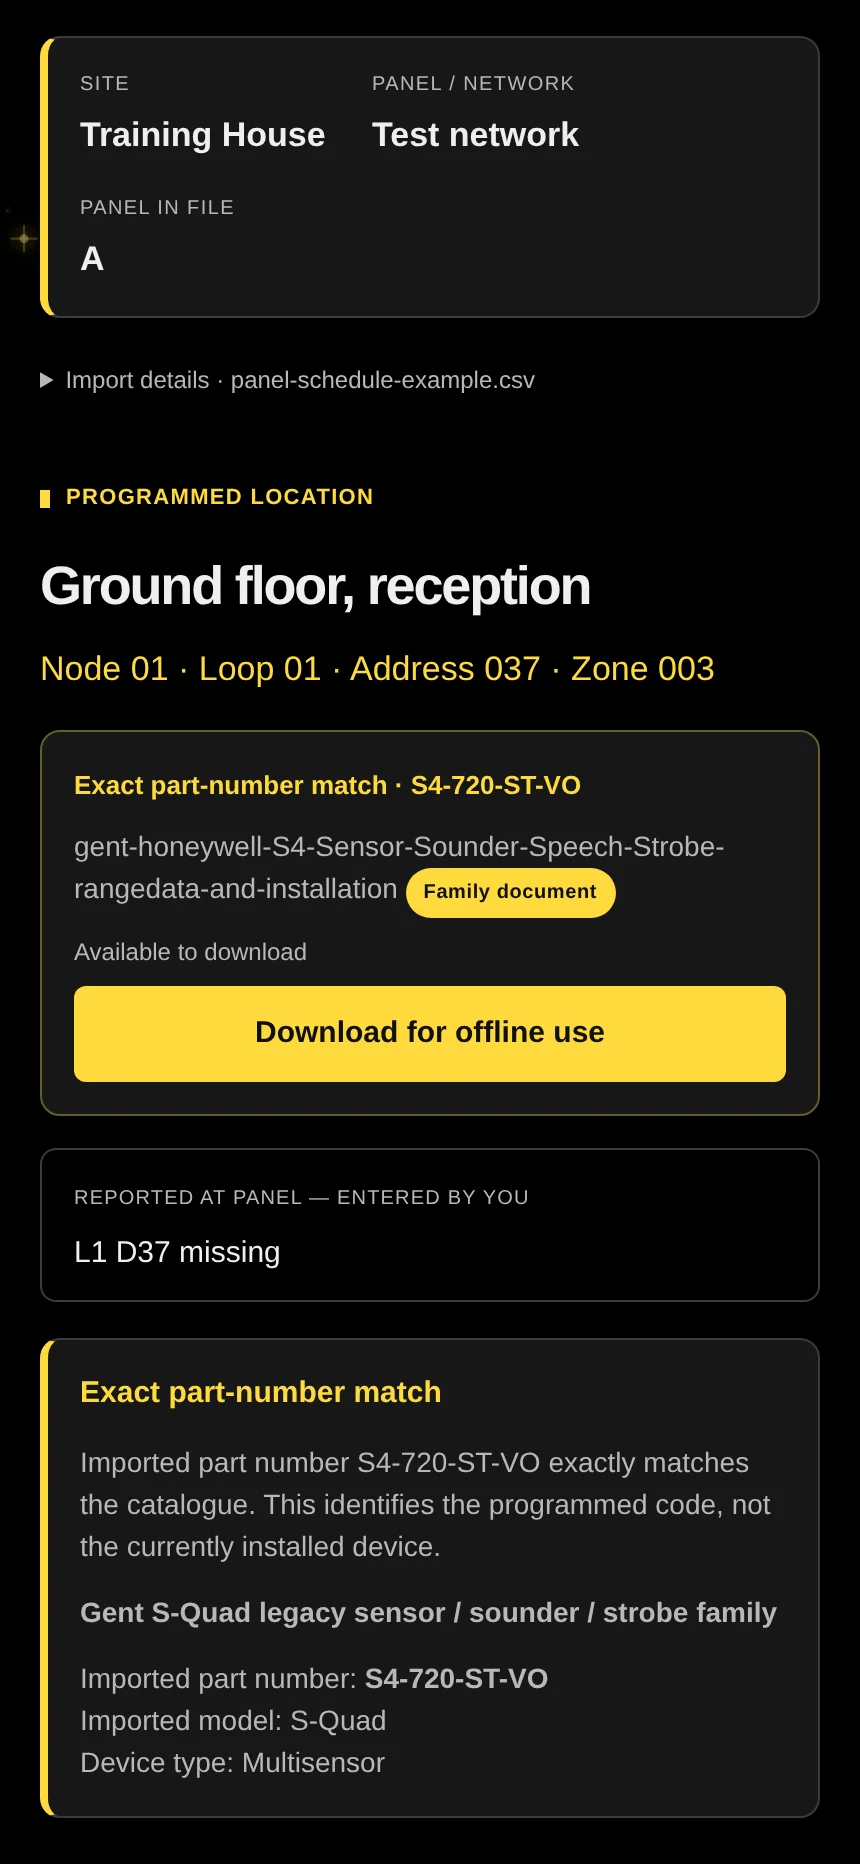 SITE
PANEL / NETWORK
Training House
Test network
PANEL IN FILE
A
Import details · panel-schedule-example.csv
PROGRAMMED LOCATION
Ground floor, reception
Node 01 · Loop 01 · Address 037 · Zone 003
Exact part-number match · S4-720-ST-VO
gent-honeywell-S4-Sensor-Sounder-Speech-Strobe-
rangedata-and-installation Family document
Available to download
Download for offline use
REPORTED AT PANEL — ENTERED BY YOU
L1 D37 missing
Exact part-number match
Imported part number S4-720-ST-VO exactly matches
the catalogue. This identifies the programmed code, not
the currently installed device.
Gent S-Quad legacy sensor / sounder / strobe family
Imported part number: S4-720-ST-VO
Imported model: S-Quad
Device type: Multisensor